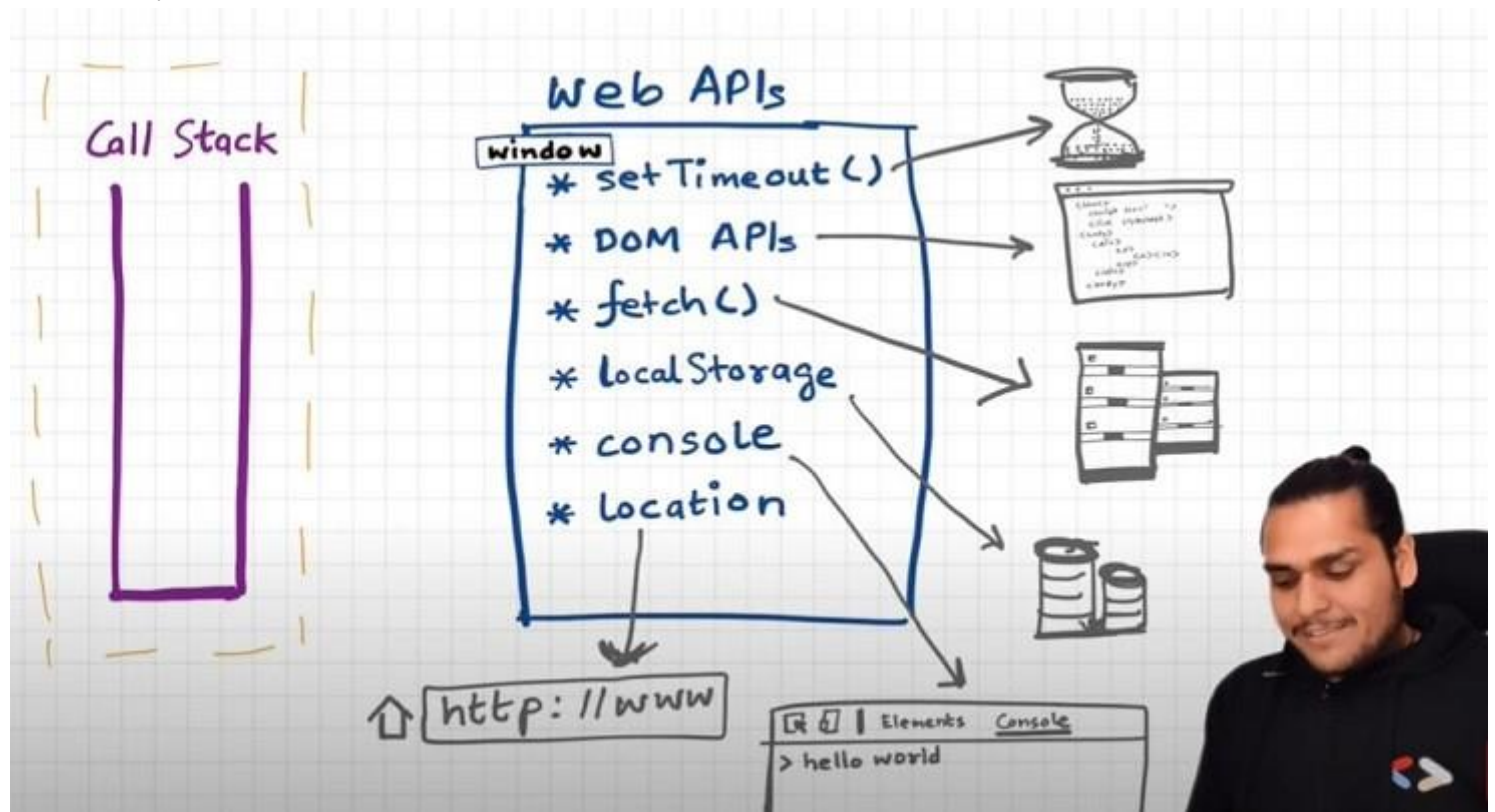 Call Stack
Web APIs
window
* setTimeout()
* DOM APIs
* fetch()
* localStorage
* console
* location
http://www
Elements Console
> hello world